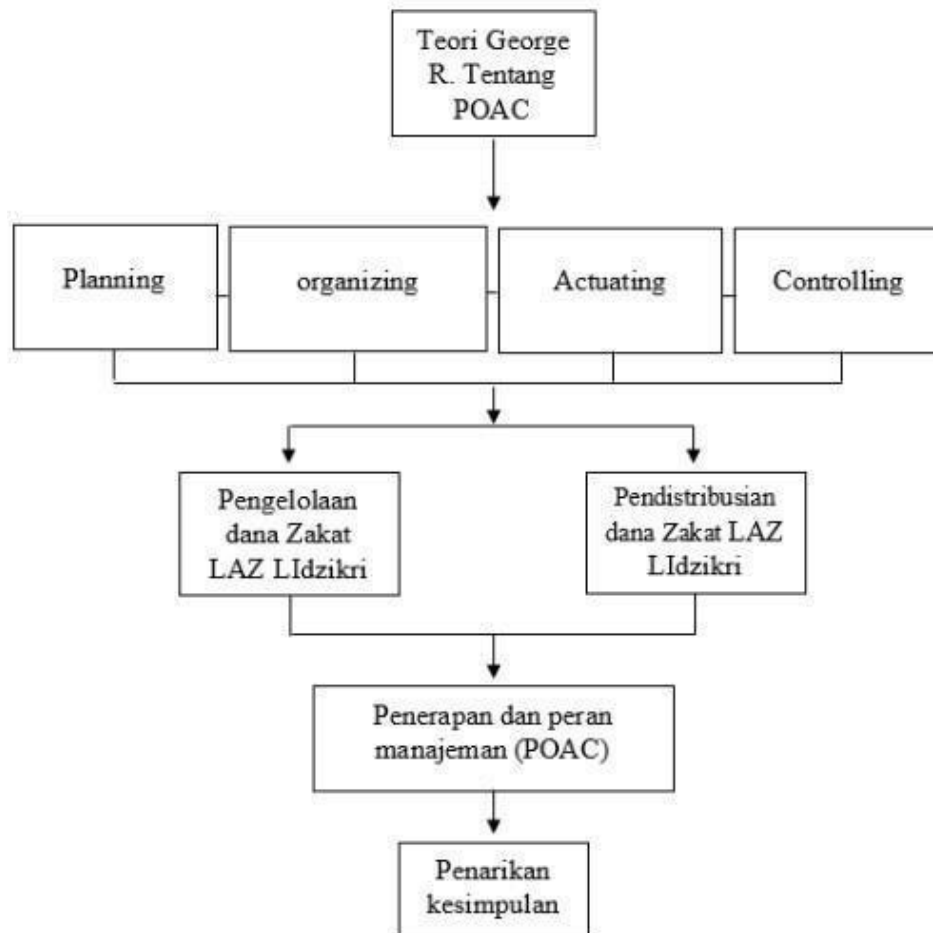 Teori George
R. Tentang
POAC
Planning
organizing
Actuating
Controlling
Pengelolaan
dana Zakat
LAZ LIdzikri
Pendistribusian
dana Zakat LAZ
LIdzikri
Penerapan dan peran
manajeman (POAC)
Penarikan
kesimpulan